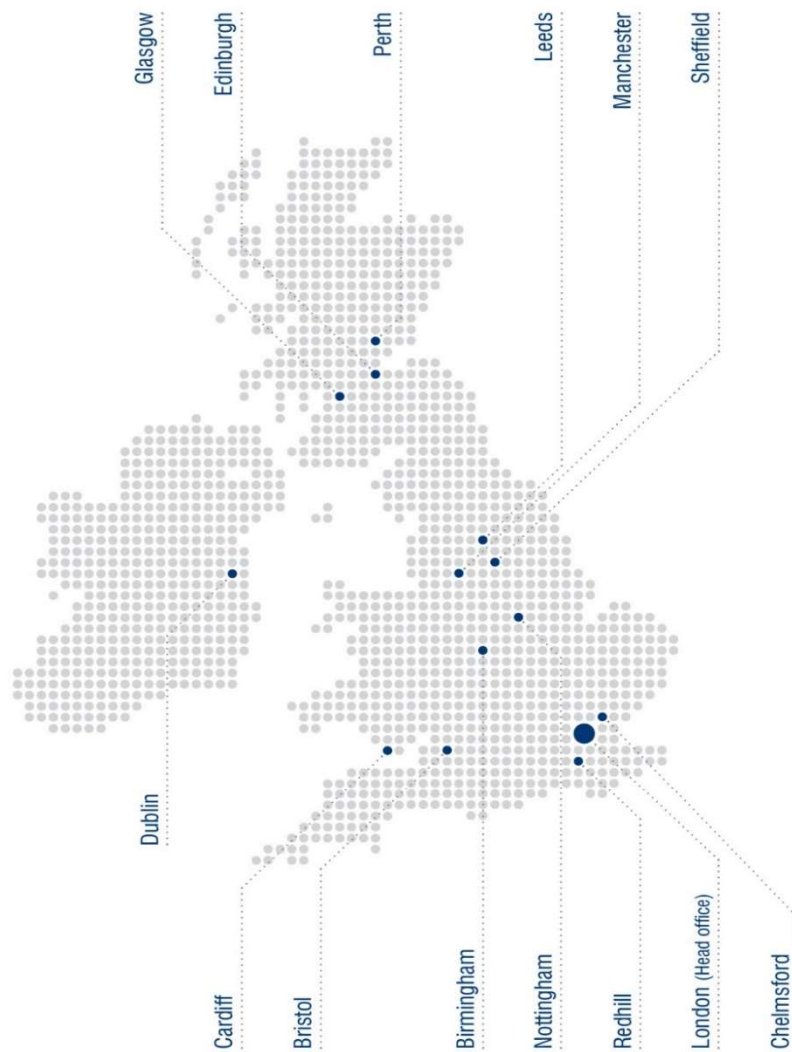 Glasgow
Edinburgh
Perth
Leeds
Manchester
Sheffield
Dublin
Cardiff
Bristol
Birmingham
Nottingham
Redhill
London (Head office)
Chelmsford